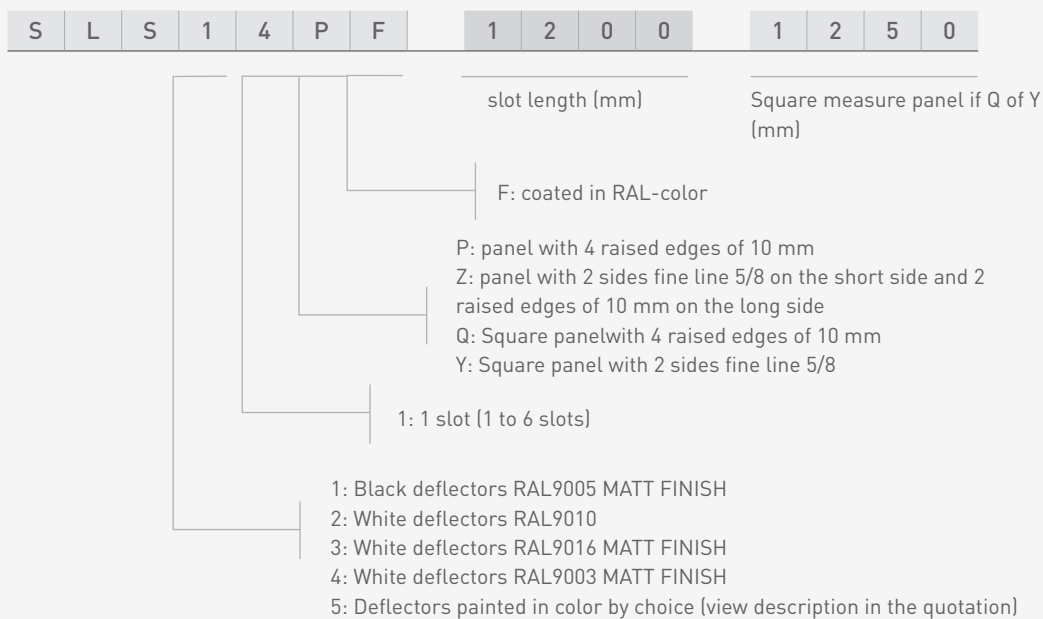 S L S 1 4 P F 1 2 0 0 1 2 5 0
slot length (mm)
Square measure panel if Q of Y
(mm)
F: coated in RAL-color
P: panel with 4 raised edges of 10 mm
Z: panel with 2 sides fine line 5/8 on the short side and 2
raised edges of 10 mm on the long side
Q: Square panelwith 4 raised edges of 10 mm
Y: Square panel with 2 sides fine line 5/8
1: 1 slot (1 to 6 slots)
1: Black deflectors RAL9005 MATT FINISH
2: White deflectors RAL9010
3: White deflectors RAL9016 MATT FINISH
4: White deflectors RAL9003 MATT FINISH
5: Deflectors painted in color by choice (view description in the quotation)